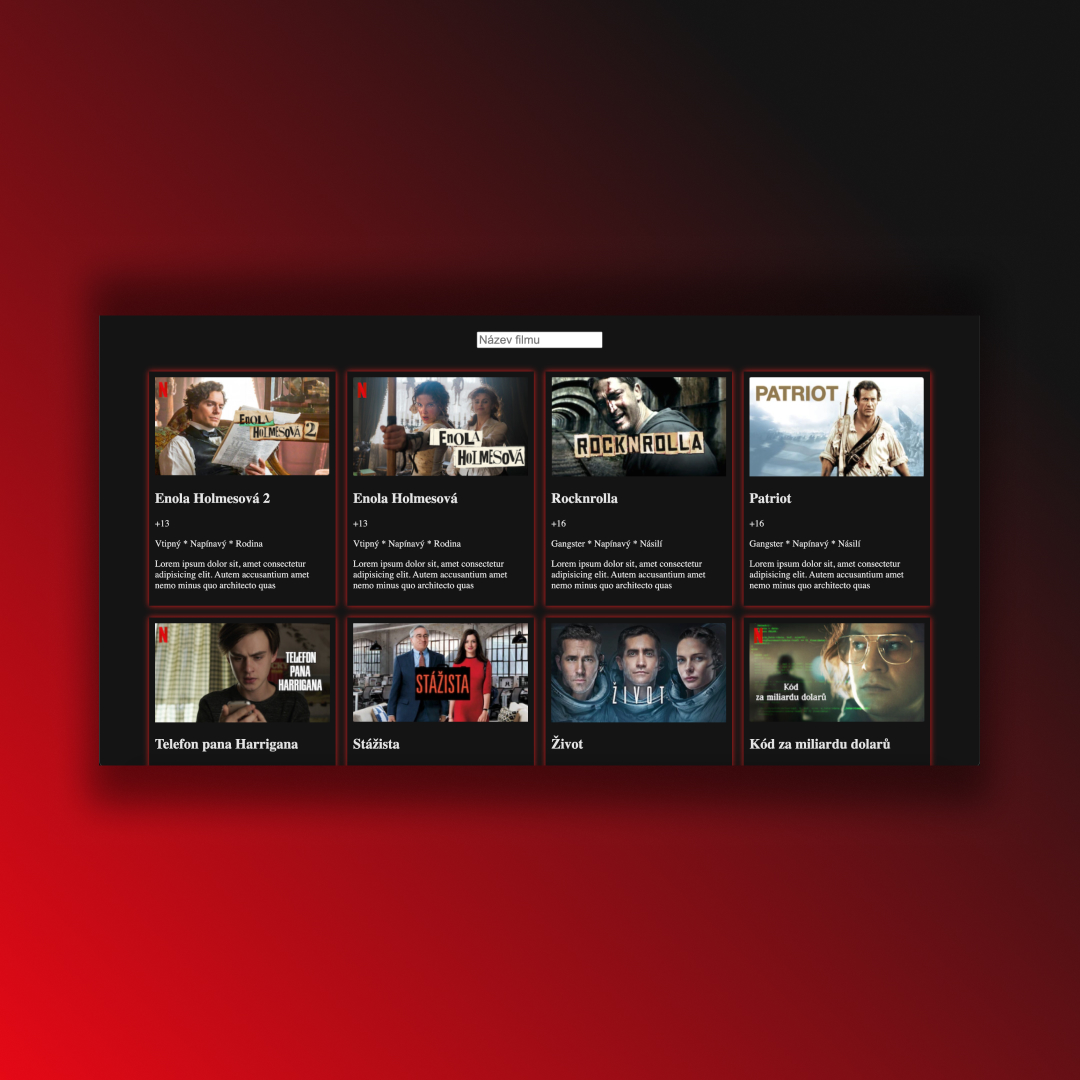 Název filmu
N
ENOLA
HOLMESOVÁ 2
N
ENOLA
HOLMESOVÁ
ROCKNROLLA
PATRIOT
Enola Holmesová 2
Enola Holmesová
Rocknrolla
Patriot
+13
+13
+16
+16
Vtipný * Napínavý * Rodina
Vtipný * Napínavý * Rodina
Gangster * Napínavý * Násilí
Gangster * Napínavý * Násilí
Lorem ipsum dolor sit, amet consectetur
adipisicing elit. Autem accusantium amet
nemo minus quo architecto quas
Lorem ipsum dolor sit, amet consectetur
adipisicing elit. Autem accusantium amet
nemo minus quo architecto quas
Lorem ipsum dolor sit, amet consectetur
adipisicing elit. Autem accusantium amet
nemo minus quo architecto quas
Lorem ipsum dolor sit, amet consectetur
adipisicing elit. Autem accusantium amet
nemo minus quo architecto quas
N
TELEFON
PANA
HARRIGANA
STÁŽISTA
ŽIVOT
N
Kód
za miliardu dolarů
Telefon pana Harrigana
Stážista
Život
Kód za miliardu dolarů